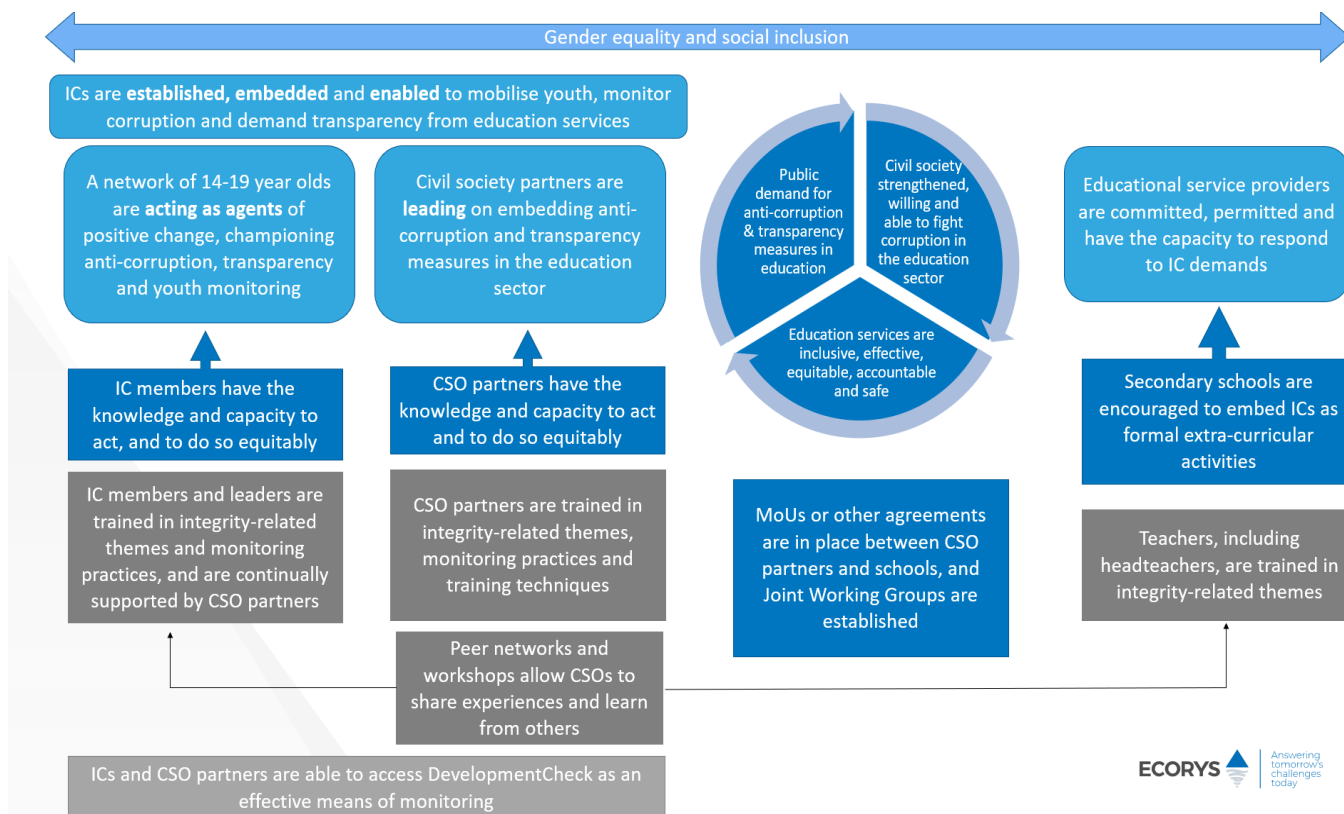 Gender equality and social inclusion
ICs are established, embedded and enabled to mobilise youth, monitor
corruption and demand transparency from education services
A network of 14-19 year olds
are acting as agents of
positive change, championing
anti-corruption, transparency
and youth monitoring
Civil society partners are
leading on embedding anti-
corruption and transparency
measures in the education
sector
Public
demand for
anti-corruption
& transparency
measures in
education
Civil society
strengthened,
willing and
able to fight
corruption in
the education
sector
Education services are
inclusive, effective,
equitable, accountable
and safe
Educational service providers
are committed, permitted and
have the capacity to respond
to IC demands
IC members have the
knowledge and capacity to
act, and to do so equitably
CSO partners have the
knowledge and capacity to act
and to do so equitably
Secondary schools are
encouraged to embed ICs as
formal extra-curricular
activities
IC members and leaders are
trained in integrity-related
themes and monitoring
practices, and are continually
supported by CSO partners
CSO partners are trained in
integrity-related themes,
monitoring practices and
training techniques
MoUs or other agreements
are in place between CSO
partners and schools, and
Joint Working Groups are
established
Teachers, including
headteachers, are trained in
integrity-related themes
Peer networks and
workshops allow CSOs to
share experiences and learn
from others
ICs and CSO partners are able to access DevelopmentCheck as an
effective means of monitoring
ECORYS
Answering
tomorrow's
challenges
today